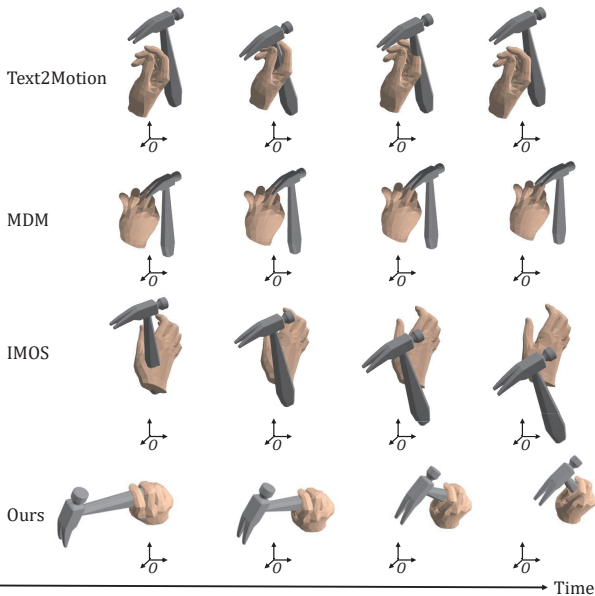 Text2Motion
O O O O
MDM
O O O O
IMOS
O O O O
Ours
O O O O
Time